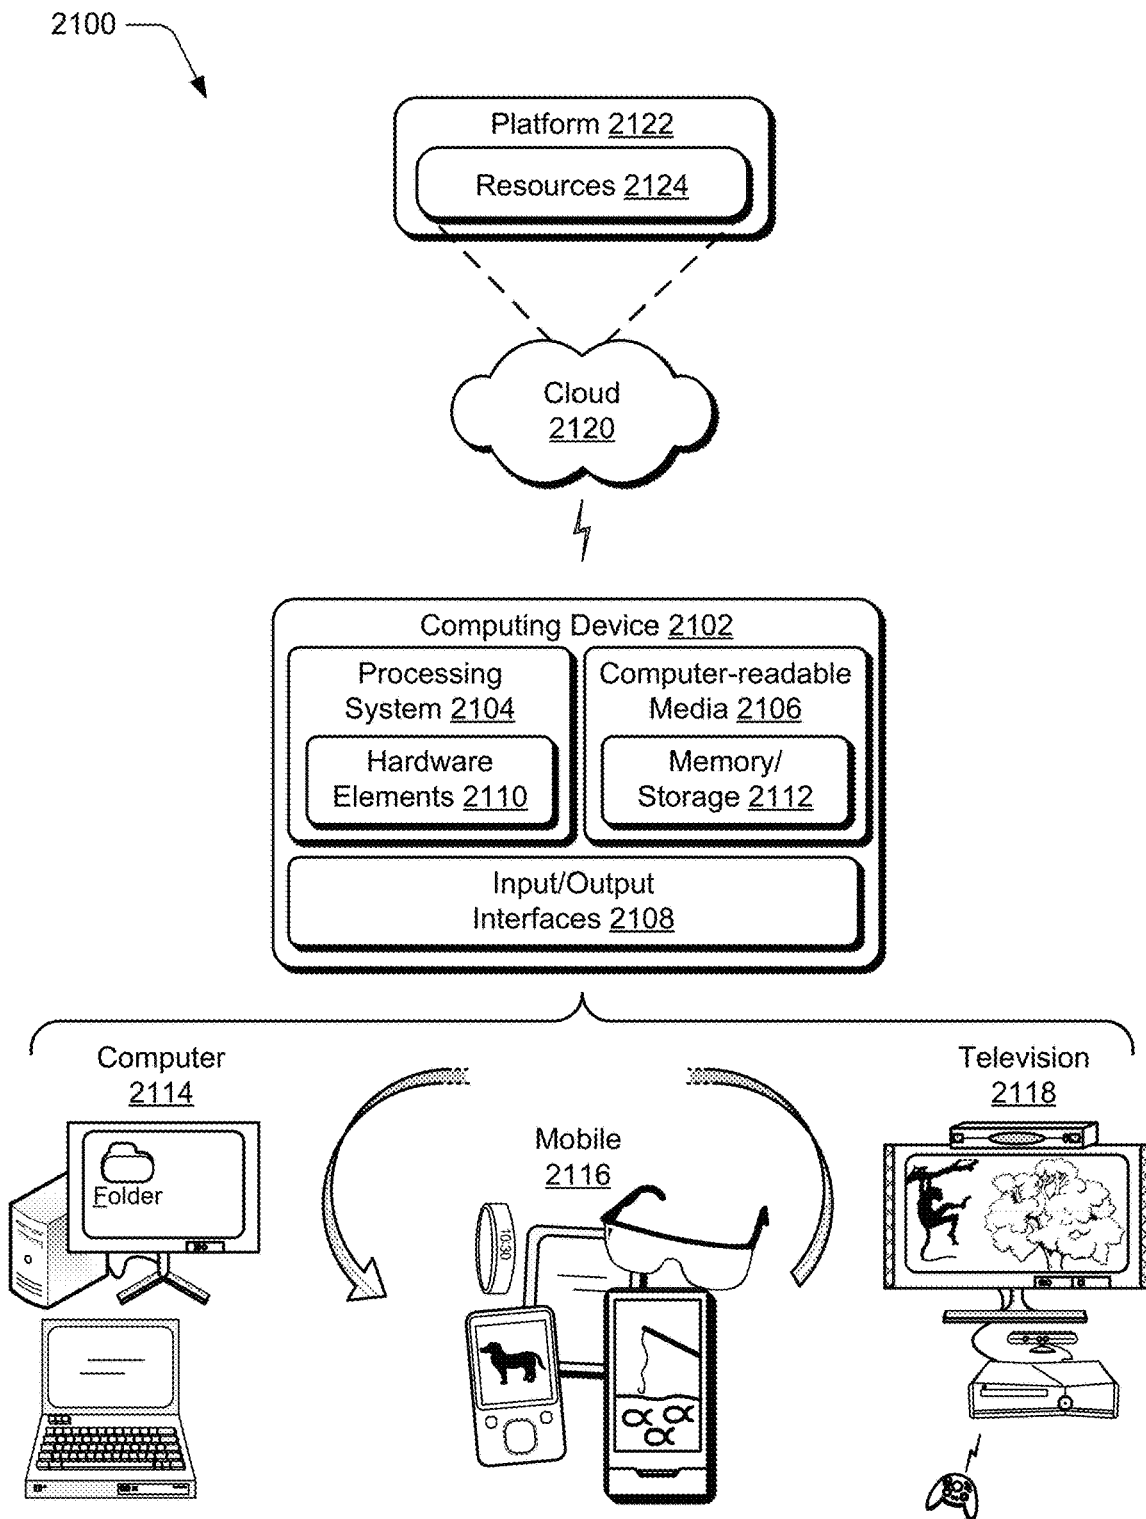 2100
Platform 2122
Resources 2124
Cloud
2120
Computing Device 2102
Processing
System 2104
Hardware
Elements 2110
Computer-readable
Media 2106
Memory/
Storage 2112
Input/Output
Interfaces 2108
Computer
2114
Folder
Mobile
2116
10:30
Television
2118